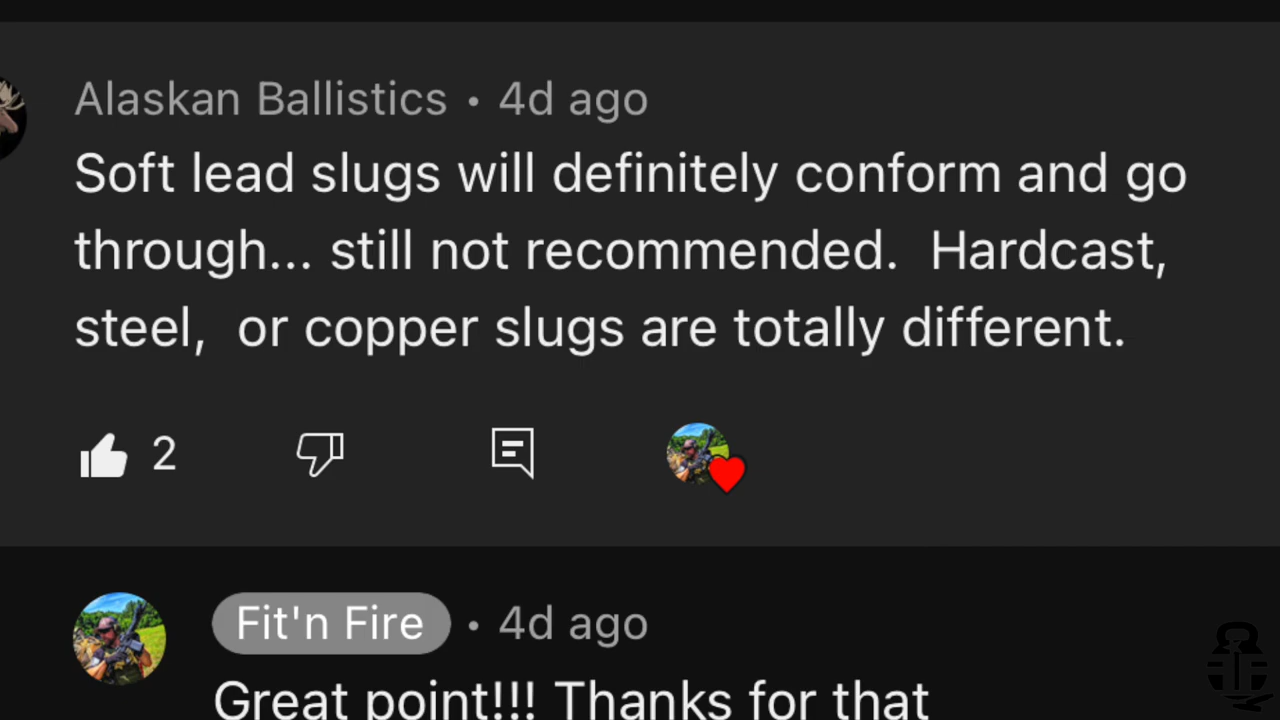 Alaskan Ballistics • 4d ago
Soft lead slugs will definitely conform and go
through... still not recommended.  Hardcast,
steel,  or copper slugs are totally different.
2
Fit'n Fire • 4d ago
Great point!!! Thanks for that